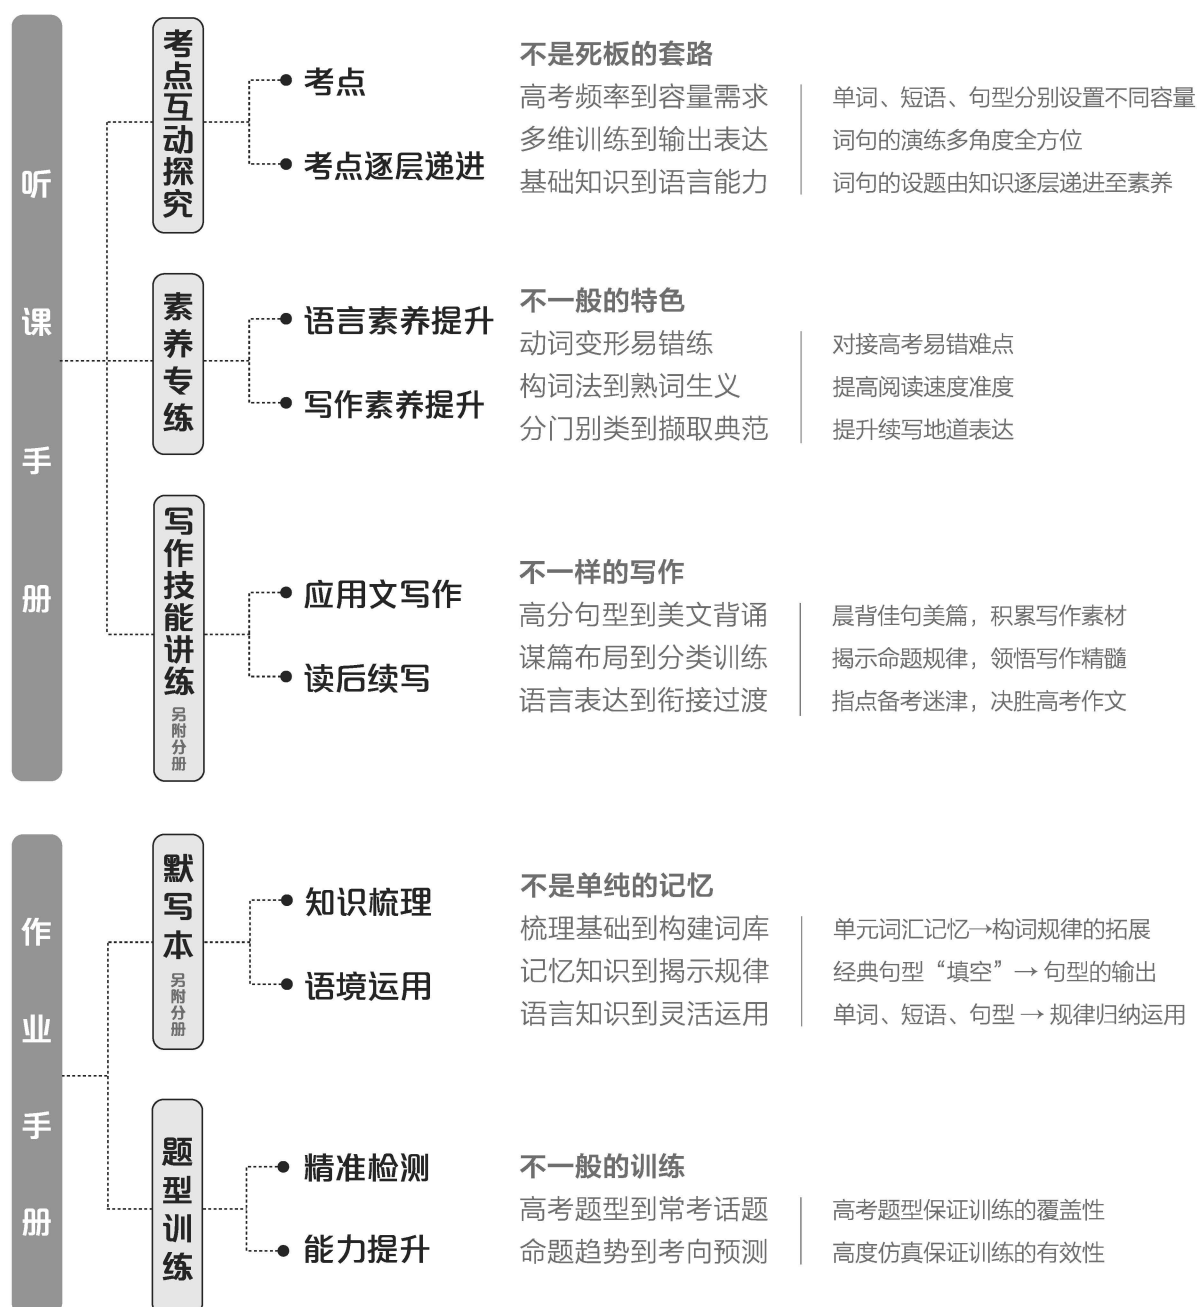 听课手册
考点互动探究
考点
考点逐层递进
不是死板的套路
高考频率到容量需求
单词、短语、句型分别设置不同容量
多维训练到输出表达
词句的演练多角度全方位
基础知识到语言能力
词句的设题由知识逐层递进至素养
素养专练
语言素养提升
写作素养提升
不一般的特色
动词变形易错练
对接高考易错难点
构词法到熟词生义
提高阅读速度准度
分门别类到撷取典范
提升续写地道表达
写作技能讲练
另附分册
应用文写作
读后续写
不一样的写作
高分句型到美文背诵
晨背佳句美篇，积累写作素材
谋篇布局到分类训练
揭示命题规律，领悟写作精髓
语言表达到衔接过渡
指点备考迷津，决胜高考作文
作业手册
默写本
另附分册
知识梳理
语境运用
不是单纯的记忆
梳理基础到构建词库
单元词汇记忆→构词规律的拓展
记忆知识到揭示规律
经典句型“填空”→ 句型的输出
语言知识到灵活运用
单词、短语、句型 → 规律归纳运用
题型训练
精准检测
能力提升
不一般的训练
高考题型到常考话题
高考题型保证训练的覆盖性
命题趋势到考向预测
高度仿真保证训练的有效性